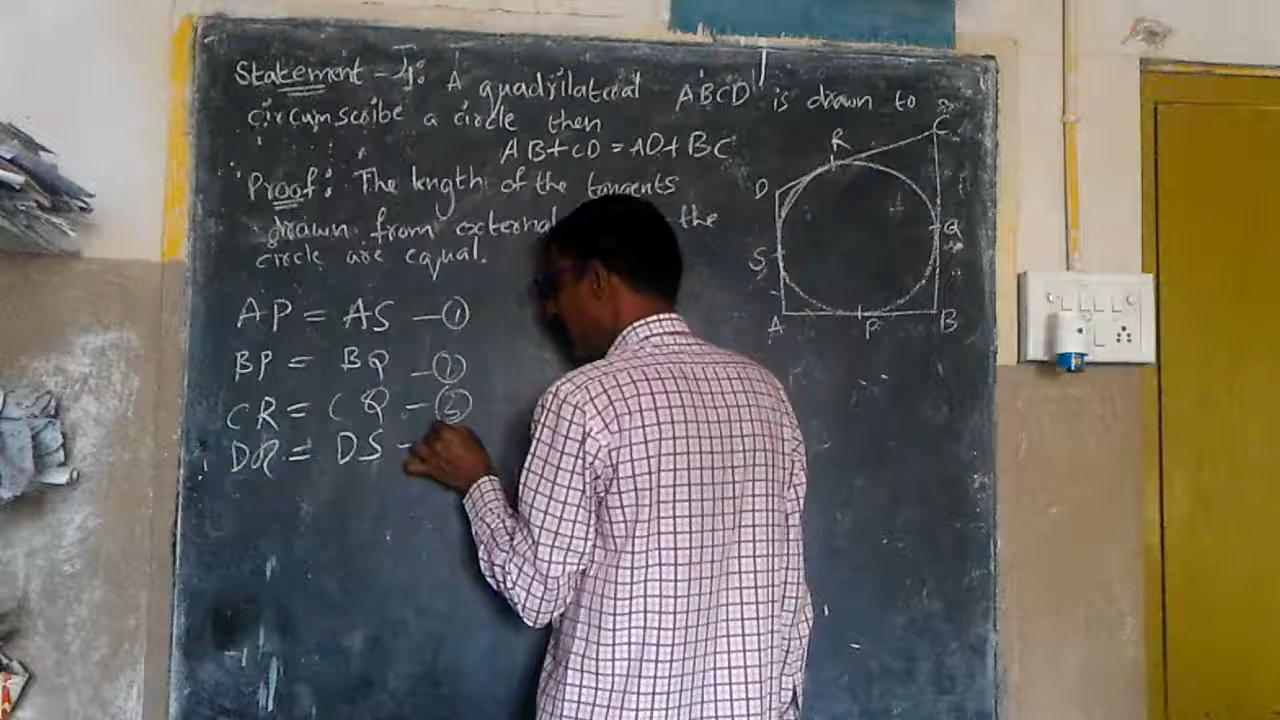 Statement - I: A quadrilateral ABCD is drawn to
circumscribe a circle then
AB+CD = AD+BC
Proof: The length of the tangents
drawn from external the
circle are equal.
AP = AS - ①
BP = BQ - ②
CR = CQ - ③
DR = DS -
C
R
D
Q
S
A
P
B